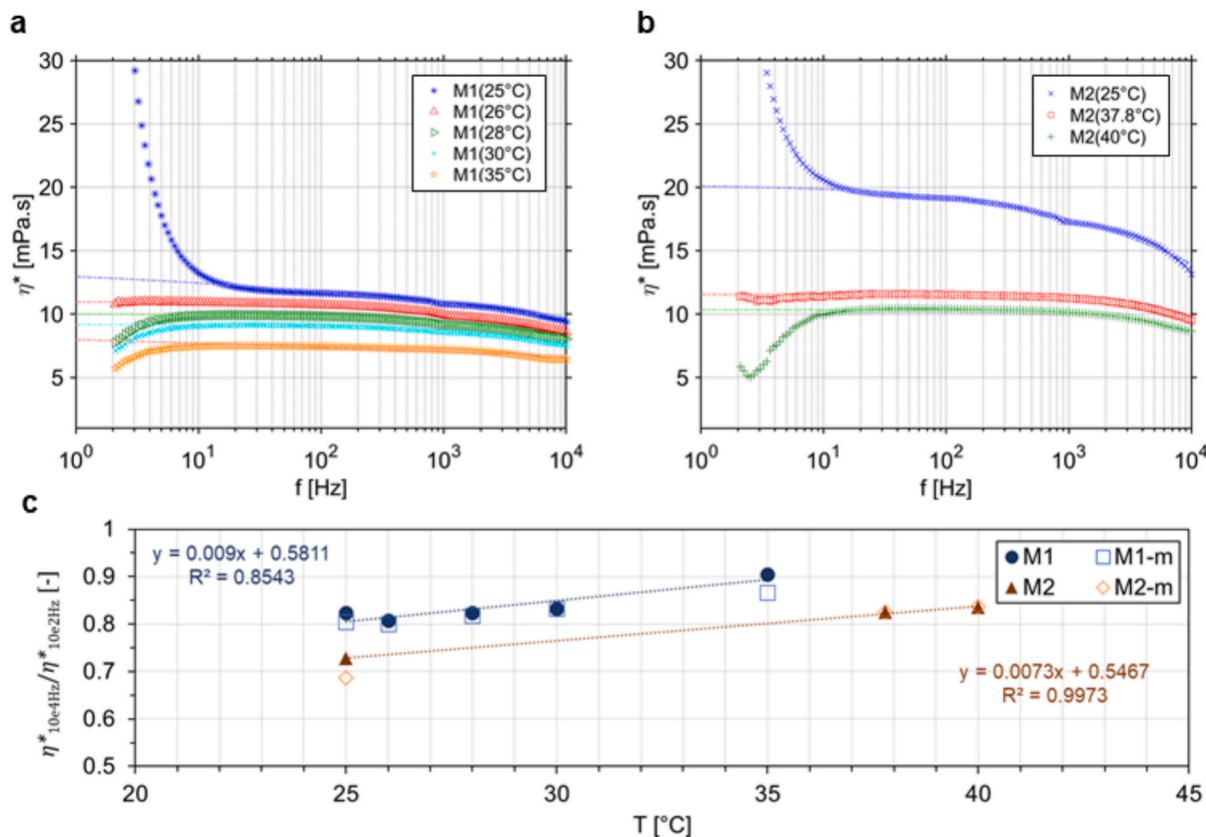 a
30
25
20
15
10
5
η* [mPa.s]
10⁰ 10¹ 10² 10³ 10⁴
f [Hz]
M1(25°C)
M1(26°C)
M1(28°C)
M1(30°C)
M1(35°C)
b
30
25
20
15
10
5
η* [mPa.s]
10⁰ 10¹ 10² 10³ 10⁴
f [Hz]
M2(25°C)
M2(37.8°C)
M2(40°C)
c
1
0.9
0.8
0.7
0.6
0.5
η*10e4Hz/η*10e2Hz [-]
y = 0.009x + 0.5811
R² = 0.8543
M1 M1-m
M2 M2-m
y = 0.0073x + 0.5467
R² = 0.9973
20 25 30 35 40 45
T [°C]